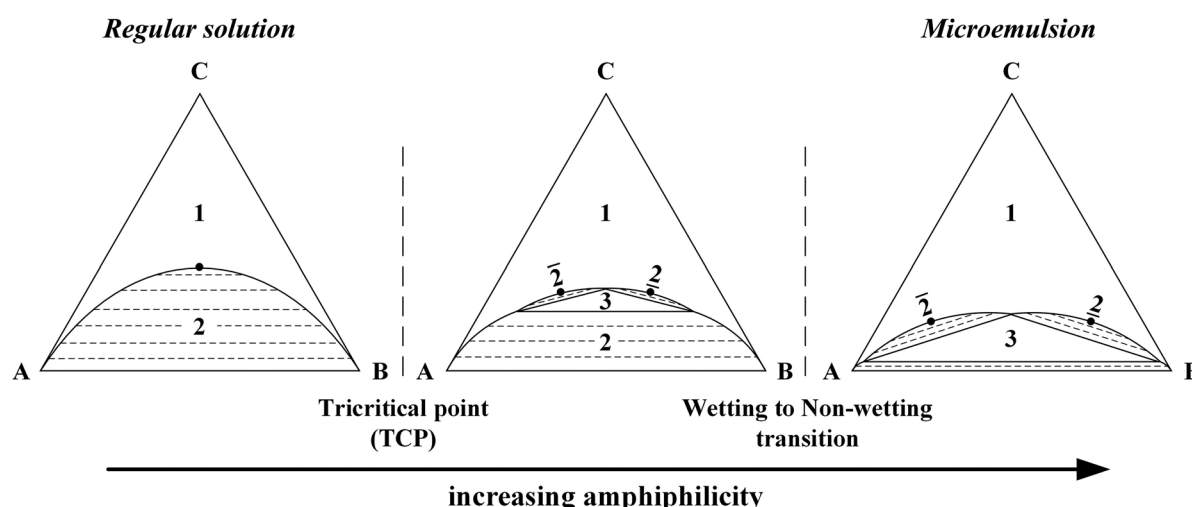 Regular solution
Microemulsion
C
C
C
1
1
1
2̅
2̲
3
2̅
2̲
2
2
3
A
B
A
B
A
Tricritical point
(TCP)
Wetting to Non-wetting
transition
increasing amphiphilicity